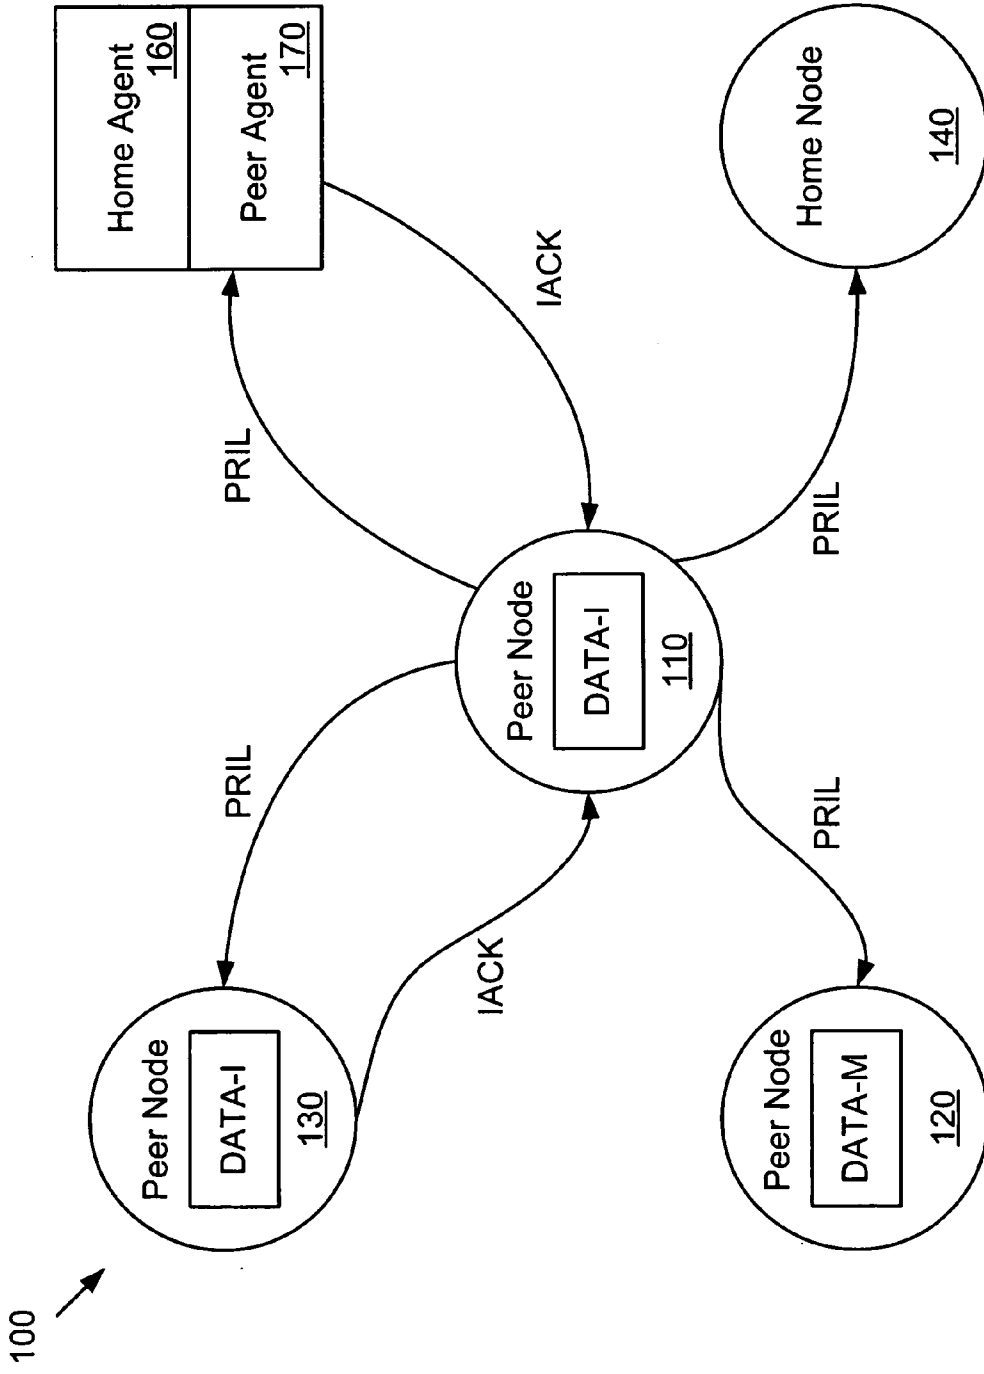 100
Peer Node
DATA-I
130
PRIL
PRIL
Home Agent
160
Peer Agent
170
IACK
Peer Node
DATA-I
110
IACK
Peer Node
DATA-M
120
PRIL
PRIL
Home Node
140